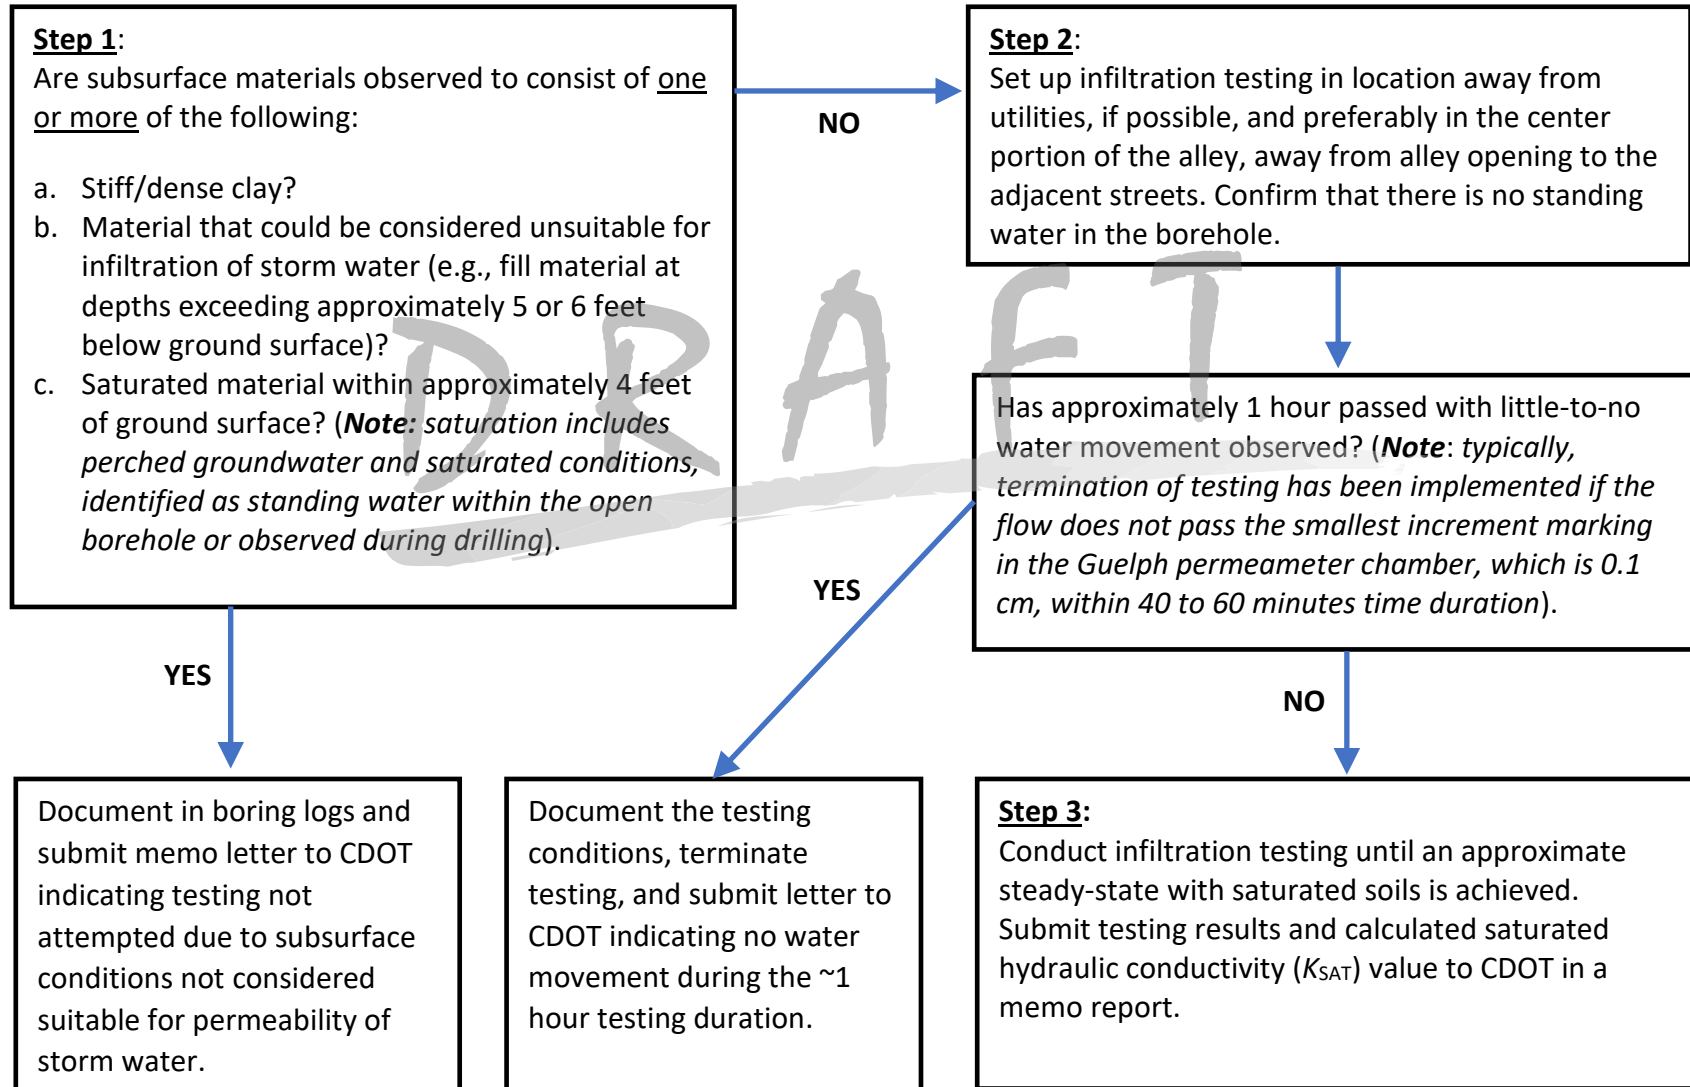 Step 1:
Are subsurface materials observed to consist of one
or more of the following:
a. Stiff/dense clay?
b. Material that could be considered unsuitable for
infiltration of storm water (e.g., fill material at
depths exceeding approximately 5 or 6 feet
below ground surface)?
c. Saturated material within approximately 4 feet
of ground surface? (Note: saturation includes
perched groundwater and saturated conditions,
identified as standing water within the open
borehole or observed during drilling).
NO
Step 2:
Set up infiltration testing in location away from
utilities, if possible, and preferably in the center
portion of the alley, away from alley opening to the
adjacent streets. Confirm that there is no standing
water in the borehole.
DRAFT
Has approximately 1 hour passed with little-to-no
water movement observed? (Note: typically,
termination of testing has been implemented if the
flow does not pass the smallest increment marking
in the Guelph permeameter chamber, which is 0.1
cm, within 40 to 60 minutes time duration).
YES
YES
NO
Document in boring logs and
submit memo letter to CDOT
indicating testing not
attempted due to subsurface
conditions not considered
suitable for permeability of
storm water.
Document the testing
conditions, terminate
testing, and submit letter to
CDOT indicating no water
movement during the ~1
hour testing duration.
Step 3:
Conduct infiltration testing until an approximate
steady-state with saturated soils is achieved.
Submit testing results and calculated saturated
hydraulic conductivity (KSAT) value to CDOT in a
memo report.